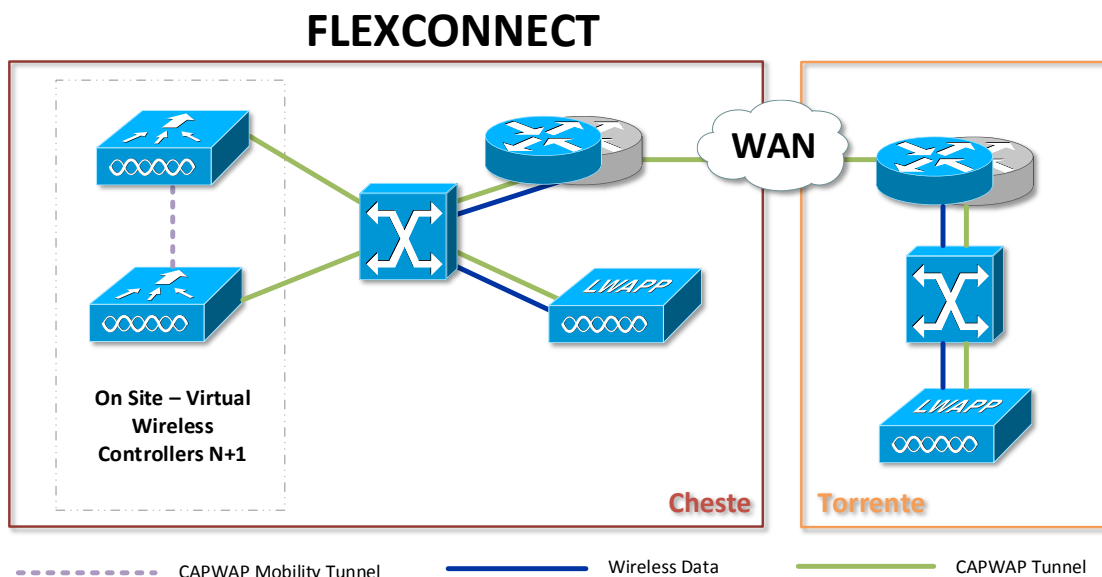 FLEXCONNECT
WAN
LWAPP
LWAPP
On Site – Virtual
Wireless
Controllers N+1
Cheste
Torrente
CAPWAP Mobility Tunnel
Wireless Data
CAPWAP Tunnel